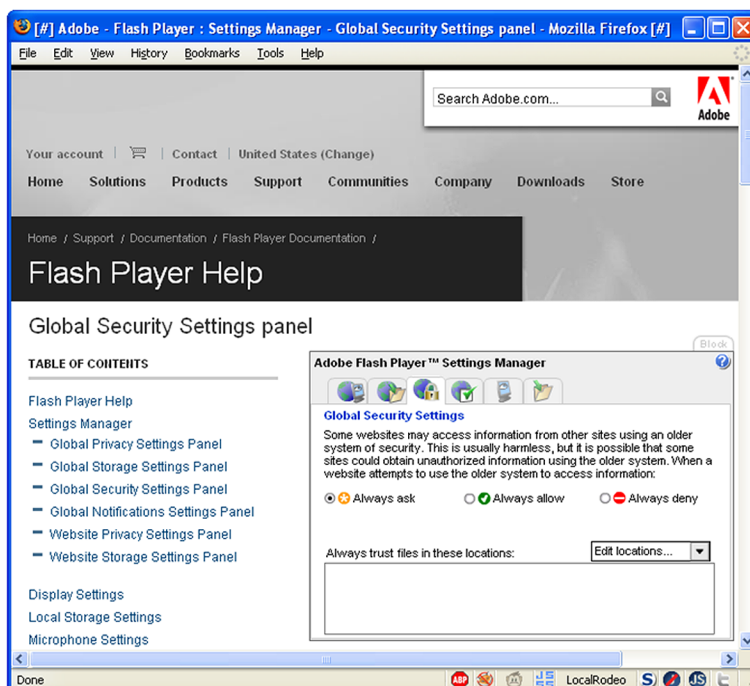 [#] Adobe - Flash Player : Settings Manager - Global Security Settings panel - Mozilla Firefox [#]
File Edit View History Bookmarks Tools Help
Search Adobe.com...
Adobe
Your account | | Contact | United States (Change)
Home Solutions Products Support Communities Company Downloads Store
Home / Support / Documentation / Flash Player Documentation /
Flash Player Help
Global Security Settings panel
Block
TABLE OF CONTENTS
Flash Player Help
Settings Manager
Global Privacy Settings Panel
Global Storage Settings Panel
Global Security Settings Panel
Global Notifications Settings Panel
Website Privacy Settings Panel
Website Storage Settings Panel
Display Settings
Local Storage Settings
Microphone Settings
Adobe Flash Player™ Settings Manager
?
Global Security Settings
Some websites may access information from other sites using an older
system of security. This is usually harmless, but it is possible that some
sites could obtain unauthorized information using the older system. When a
website attempts to use the older system to access information:
Always ask Always allow Always deny
Always trust files in these locations: Edit locations...
Done ABP LocalRodeo S JS